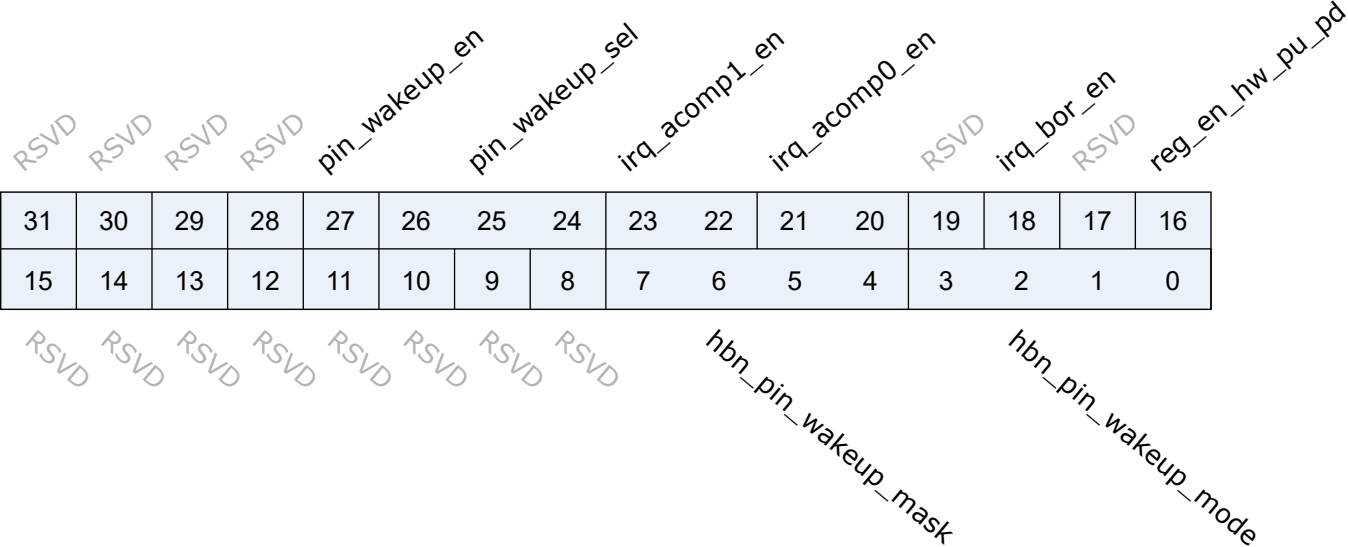 RSVD RSVD RSVD RSVD pin_wakeup_en pin_wakeup_sel irq_acomp1_en irq_acomp0_en RSVD irq_bor_en RSVD reg_en_hw_pu_pd
31 30 29 28 27 26 25 24 23 22 21 20 19 18 17 16
15 14 13 12 11 10 9 8 7 6 5 4 3 2 1 0
RSVD RSVD RSVD RSVD RSVD RSVD RSVD RSVD hbn_pin_wakeup_mask hbn_pin_wakeup_mode